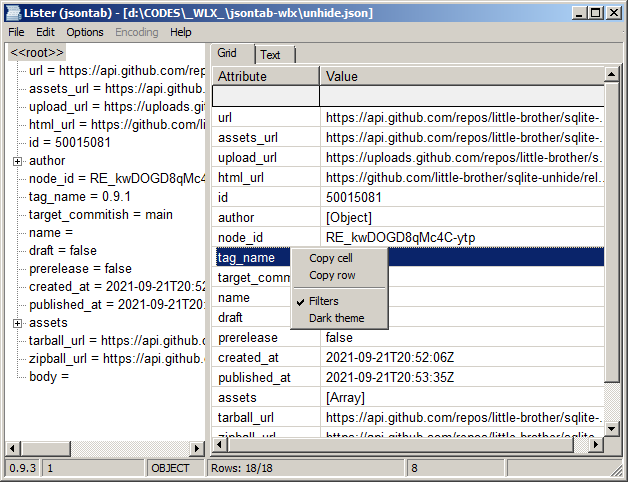 Lister (jsontab) - [d:\CODES\_WLX_\jsontab-wlx\unhide.json]
File Edit Options Encoding Help
<<root>>
url = https://api.github.com/repo
assets_url = https://api.github.
upload_url = https://uploads.git
html_url = https://github.com/lit
id = 50015081
author
node_id = RE_kwDOGD8qMc4
tag_name = 0.9.1
target_commitish = main
name =
draft = false
prerelease = false
created_at = 2021-09-21T20:52
published_at = 2021-09-21T20:
assets
tarball_url = https://api.github.c
zipball_url = https://api.github.c
body =
Grid Text
Attribute Value
url https://api.github.com/repos/little-brother/sqlite-...
assets_url https://api.github.com/repos/little-brother/sqlite-...
upload_url https://uploads.github.com/repos/little-brother/s...
html_url https://github.com/little-brother/sqlite-unhide/rel...
id 50015081
author [Object]
node_id RE_kwDOGD8qMc4C-ytp
tag_name
target_comm
name
draft
prerelease false
created_at 2021-09-21T20:52:06Z
published_at 2021-09-21T20:53:35Z
assets [Array]
tarball_url https://api.github.com/repos/little-brother/sqlite-...
zipball_url https://api.github.com/repos/little-brother/sqlite-...
Copy cell
Copy row
Filters
Dark theme
0.9.3 1 OBJECT Rows: 18/18 8